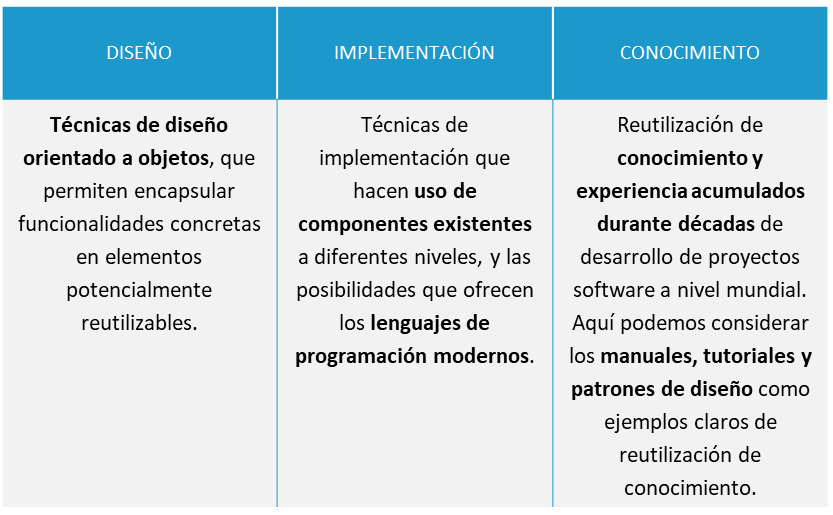 DISEÑO
IMPLEMENTACIÓN
CONOCIMIENTO
Técnicas de diseño
orientado a objetos, que
permiten encapsular
funcionalidades concretas
en elementos
potencialmente
reutilizables.
Técnicas de
implementación que
hacen uso de
componentes existentes
a diferentes niveles, y las
posibilidades que ofrecen
los lenguajes de
programación modernos.
Reutilización de
conocimiento y
experiencia acumulados
durante décadas de
desarrollo de proyectos
software a nivel mundial.
Aquí podemos considerar
los manuales, tutoriales y
patrones de diseño como
ejemplos claros de
reutilización de
conocimiento.